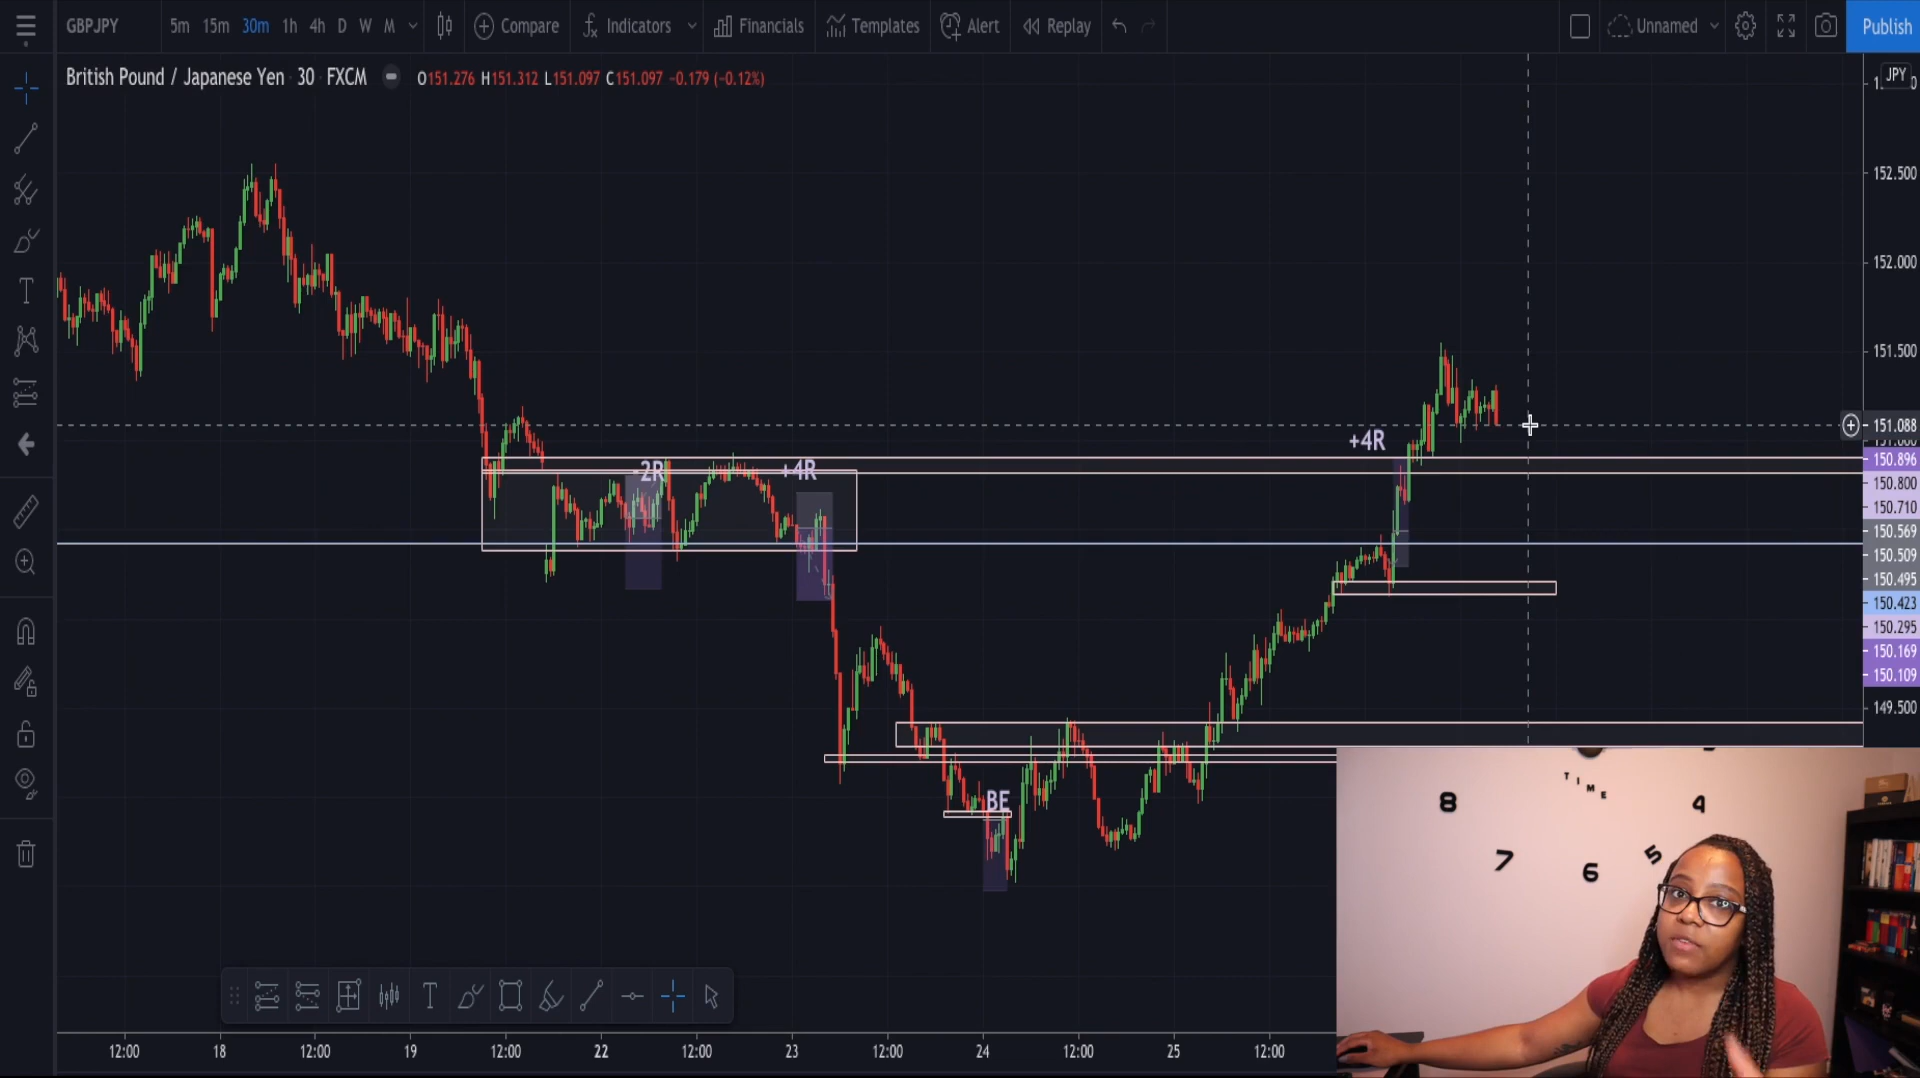 GBPJPY 5m 15m 30m 1h 4h D W M Compare Indicators Financials Templates Alert Replay Unnamed Publish
British Pound / Japanese Yen 30 FXCM O151.276 H151.312 L151.097 C151.097 −0.179 (−0.12%)
JPY
152.500
152.000
151.500
151.088
+4R
150.896
-2R +4R
150.800
150.710
150.569
150.509
150.495
150.423
150.295
150.169
150.109
149.500
TIME
BE
8 4
7 6 5
12:00 18 12:00 19 12:00 22 12:00 23 12:00 24 12:00 25 12:00